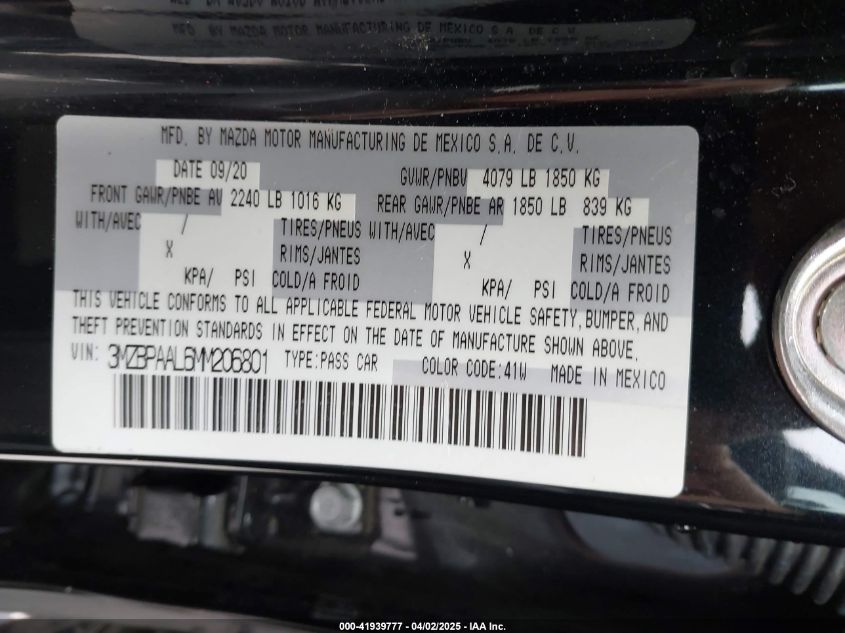 MFD. BY MAZDA MOTOR MANUFACTURING DE MEXICO S.A. DE C.V.
DATE 09/20 GVWR/PNBV 4079 LB 1850 KG
FRONT GAWR/PNBE AV 2240 LB 1016 KG REAR GAWR/PNBE AR 1850 LB 839 KG
WITH/AVEC / TIRES/PNEUS WITH/AVEC / TIRES/PNEUS
X RIMS/JANTES X RIMS/JANTES
KPA/ PSI COLD/A FROID KPA/ PSI COLD/A FROID
THIS VEHICLE CONFORMS TO ALL APPLICABLE FEDERAL MOTOR VEHICLE SAFETY, BUMPER, AND
THEFT PREVENTION STANDARDS IN EFFECT ON THE DATE OF MANUFACTURE SHOWN ABOVE.
VIN: 3MZBPAAL6MM206801 TYPE:PASS CAR COLOR CODE:41W MADE IN MEXICO
000-41939777 - 04/02/2025 - IAA Inc.